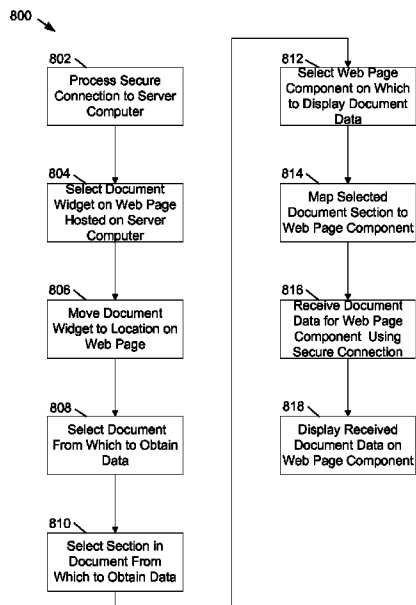 800
802
Process Secure
Connection to Server
Computer
804
Select Document
Widget on Web Page
Hosted on Server
Computer
806
Move Document
Widget to Location on
Web Page
808
Select Document
From Which to Obtain
Data
810
Select Section in
Document From
Which to Obtain Data
812
Select Web Page
Component on Which
to Display Document
Data
814
Map Selected
Document Section to
Web Page Component
816
Receive Document
Data for Web Page
Component Using
Secure Connection
818
Display Received
Document Data on
Web Page Component